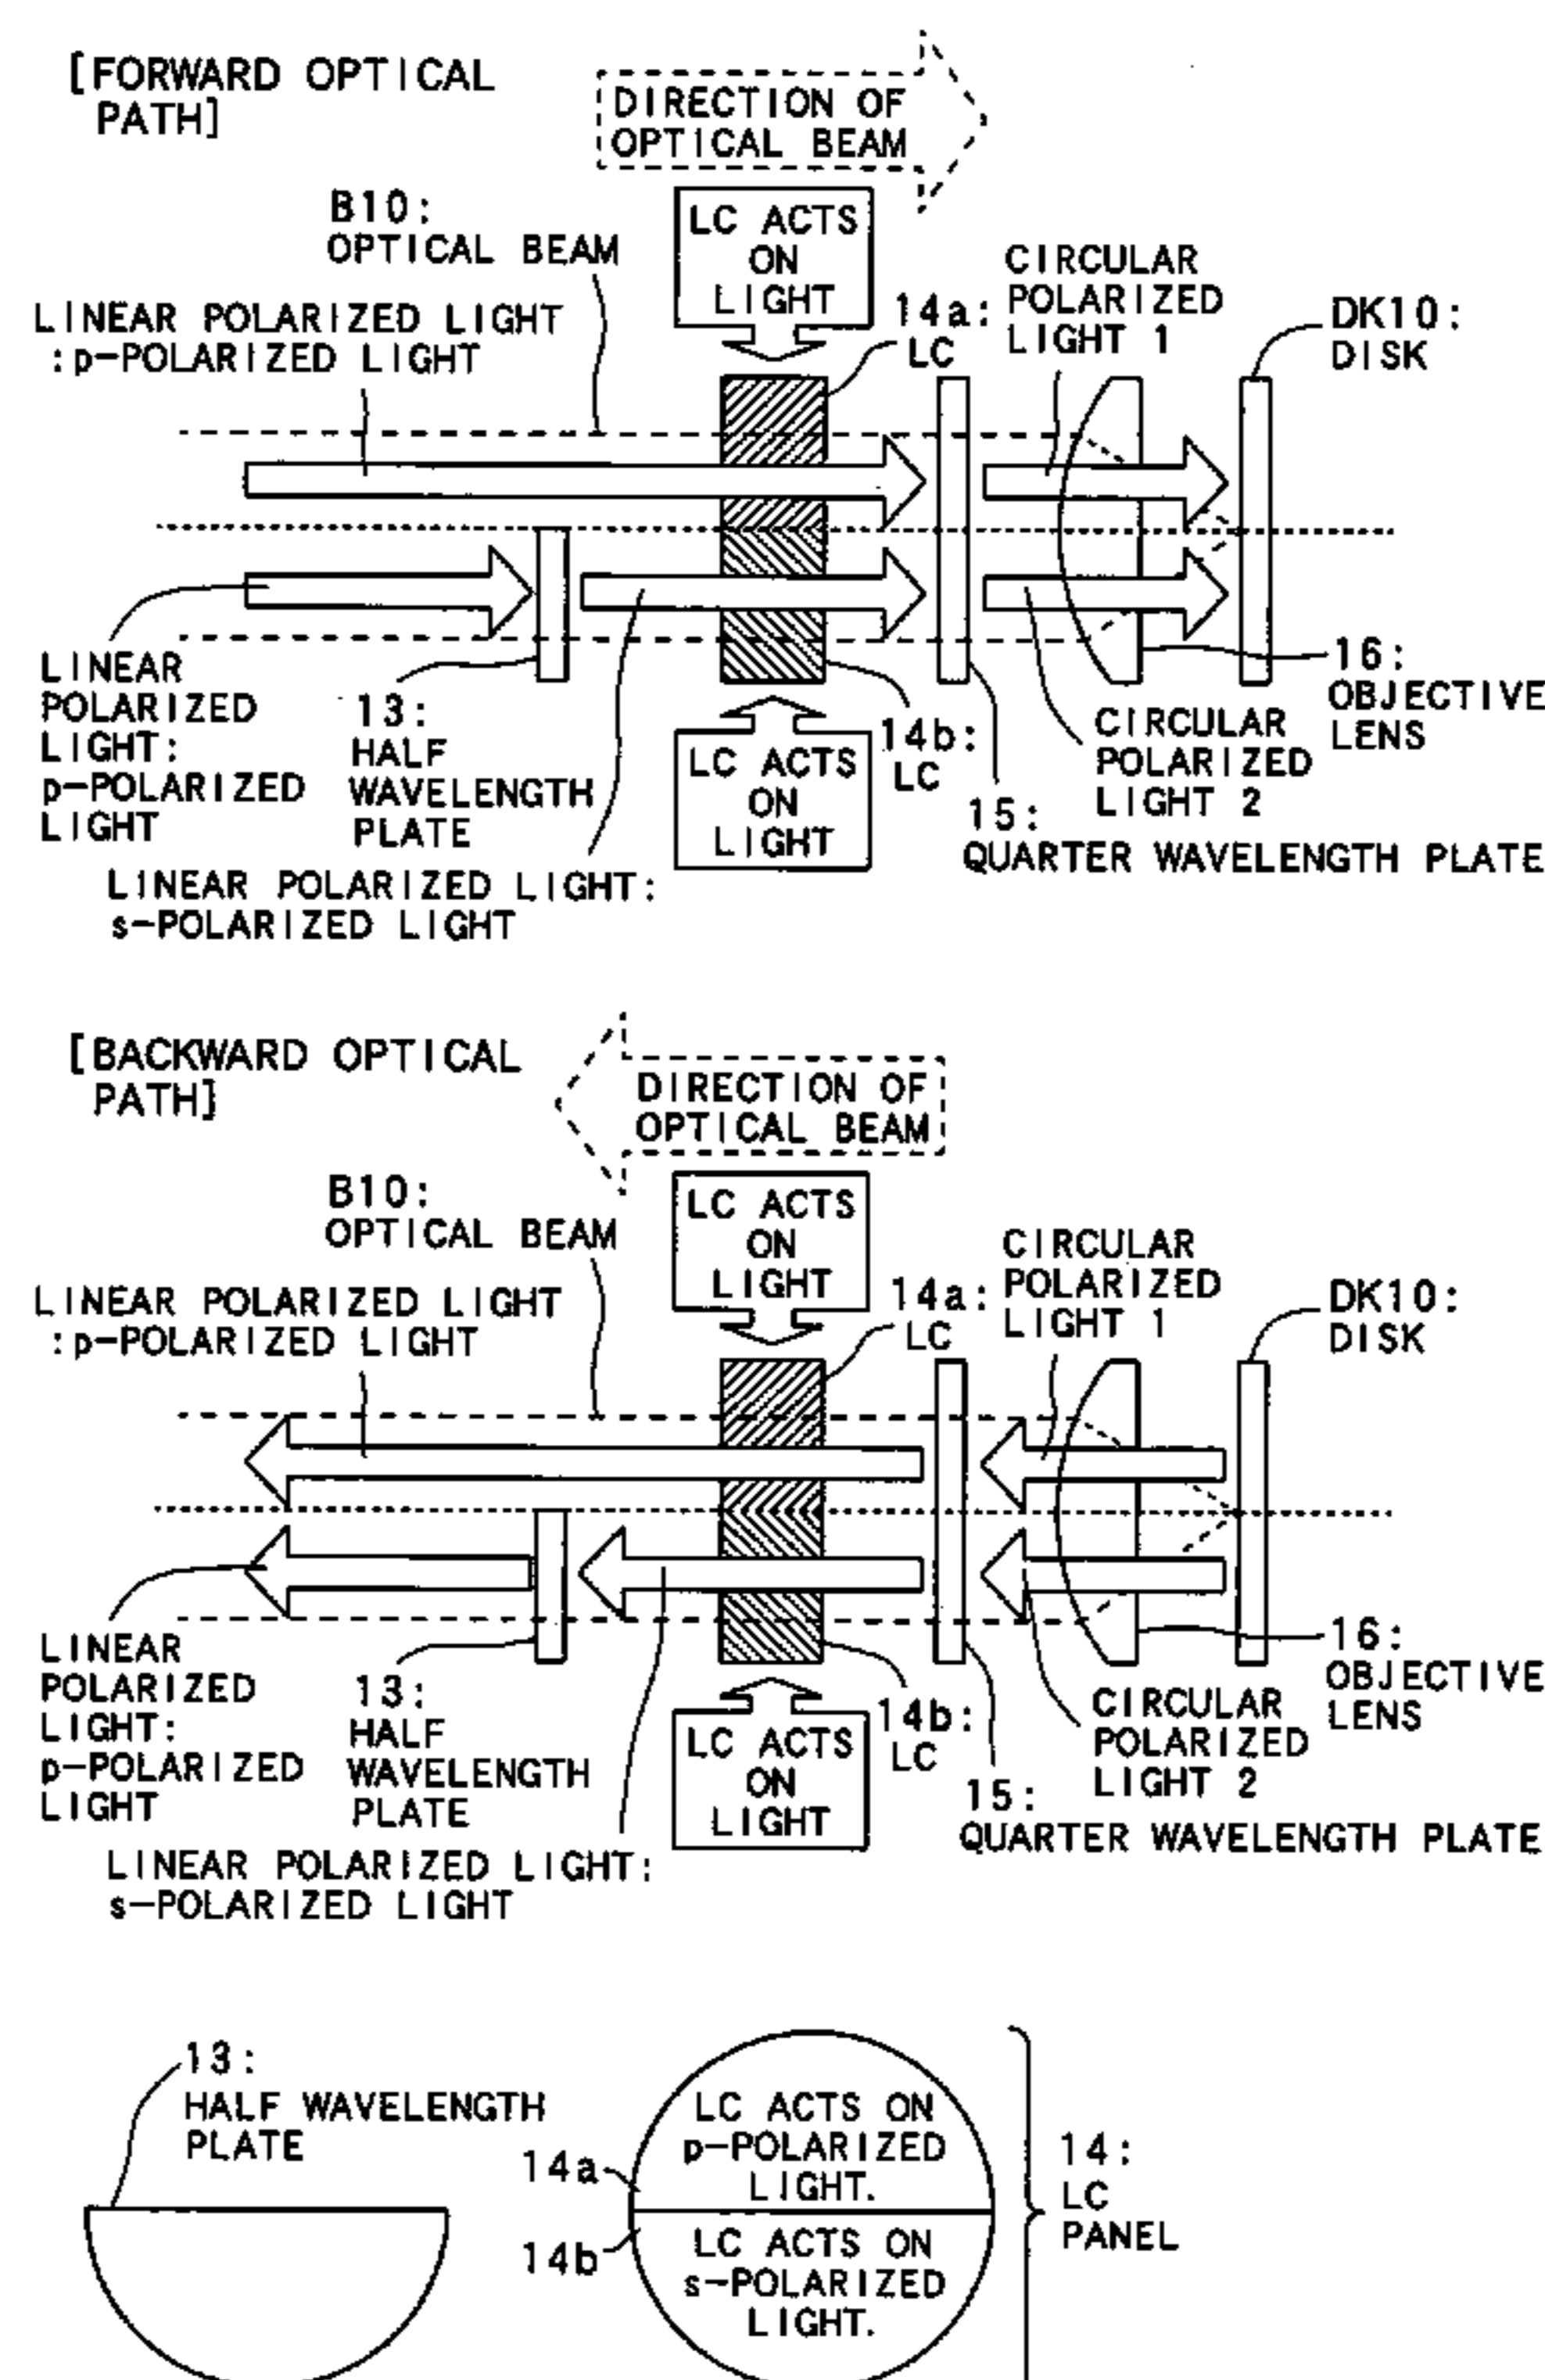 [FORWARD OPTICAL
PATH]
DIRECTION OF
OPTICAL BEAM
B10:
OPTICAL BEAM
LC ACTS
ON
LIGHT
LINEAR POLARIZED LIGHT
:p-POLARIZED LIGHT
14a:
LC
CIRCULAR
POLARIZED
LIGHT 1
DK10:
DISK
LINEAR
POLARIZED
LIGHT:
p-POLARIZED
LIGHT
13:
HALF
WAVELENGTH
PLATE
LC ACTS
ON
LIGHT
14b:
LC
15:
QUARTER WAVELENGTH PLATE
CIRCULAR
POLARIZED
LIGHT 2
16:
OBJECTIVE
LENS
LINEAR POLARIZED LIGHT:
s-POLARIZED LIGHT
[BACKWARD OPTICAL
PATH]
DIRECTION OF
OPTICAL BEAM
B10:
OPTICAL BEAM
LC ACTS
ON
LIGHT
LINEAR POLARIZED LIGHT
:p-POLARIZED LIGHT
14a:
LC
CIRCULAR
POLARIZED
LIGHT 1
DK10:
DISK
LINEAR
POLARIZED
LIGHT:
p-POLARIZED
LIGHT
13:
HALF
WAVELENGTH
PLATE
LC ACTS
ON
LIGHT
14b:
LC
15:
QUARTER WAVELENGTH PLATE
CIRCULAR
POLARIZED
LIGHT 2
16:
OBJECTIVE
LENS
LINEAR POLARIZED LIGHT:
s-POLARIZED LIGHT
13:
HALF WAVELENGTH
PLATE
14a
14b
LC ACTS ON
p-POLARIZED
LIGHT.
LC ACTS ON
s-POLARIZED
LIGHT.
14:
LC
PANEL